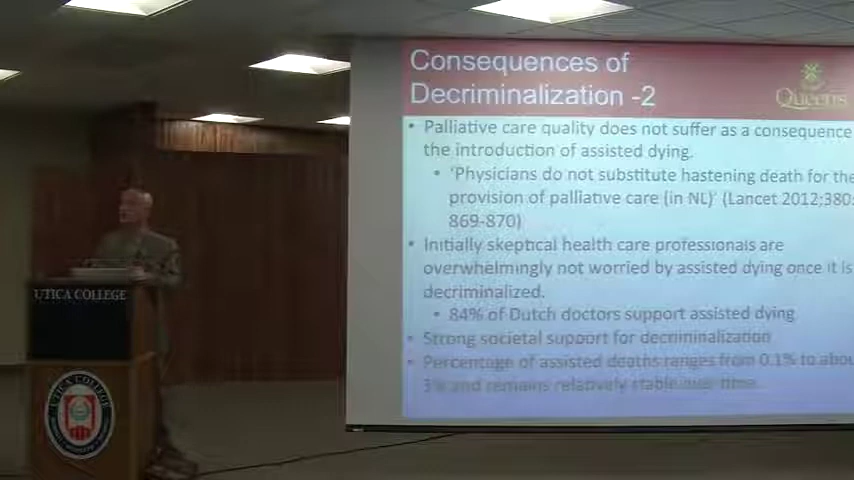 Consequences of
Decriminalization -2
Queen's
• Palliative care quality does not suffer as a consequence
the introduction of assisted dying.
• 'Physicians do not substitute hastening death for the
provision of palliative care (in NL)' (Lancet 2012;380:
869-870)
• Initially skeptical health care professionals are
overwhelmingly not worried by assisted dying once it is
decriminalized.
• 84% of Dutch doctors support assisted dying
• Strong societal support for decriminalization
• Percentage of assisted deaths ranges from 0.1% to abou
3% and remains relatively stable over time.
UTICA COLLEGE
UTICA COLLEGE